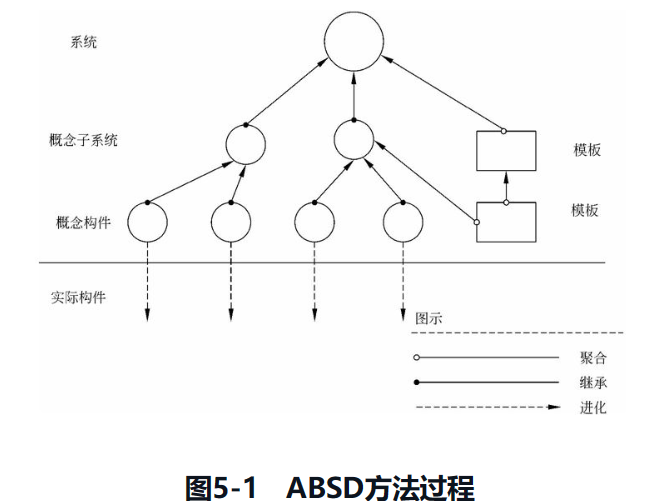 系统
概念子系统
模板
概念构件
模板
实际构件
图示
聚合
继承
进化
图5-1 ABSD方法过程